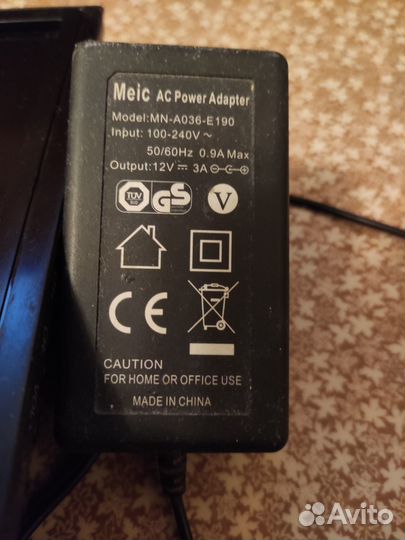 Meic AC Power Adapter
Model:MN-A036-E190
Input: 100-240V ~
50/60Hz 0.9A Max
Output:12V ⎓ 3A
TÜV GS V
CE
CAUTION
FOR HOME OR OFFICE USE
MADE IN CHINA
Avito